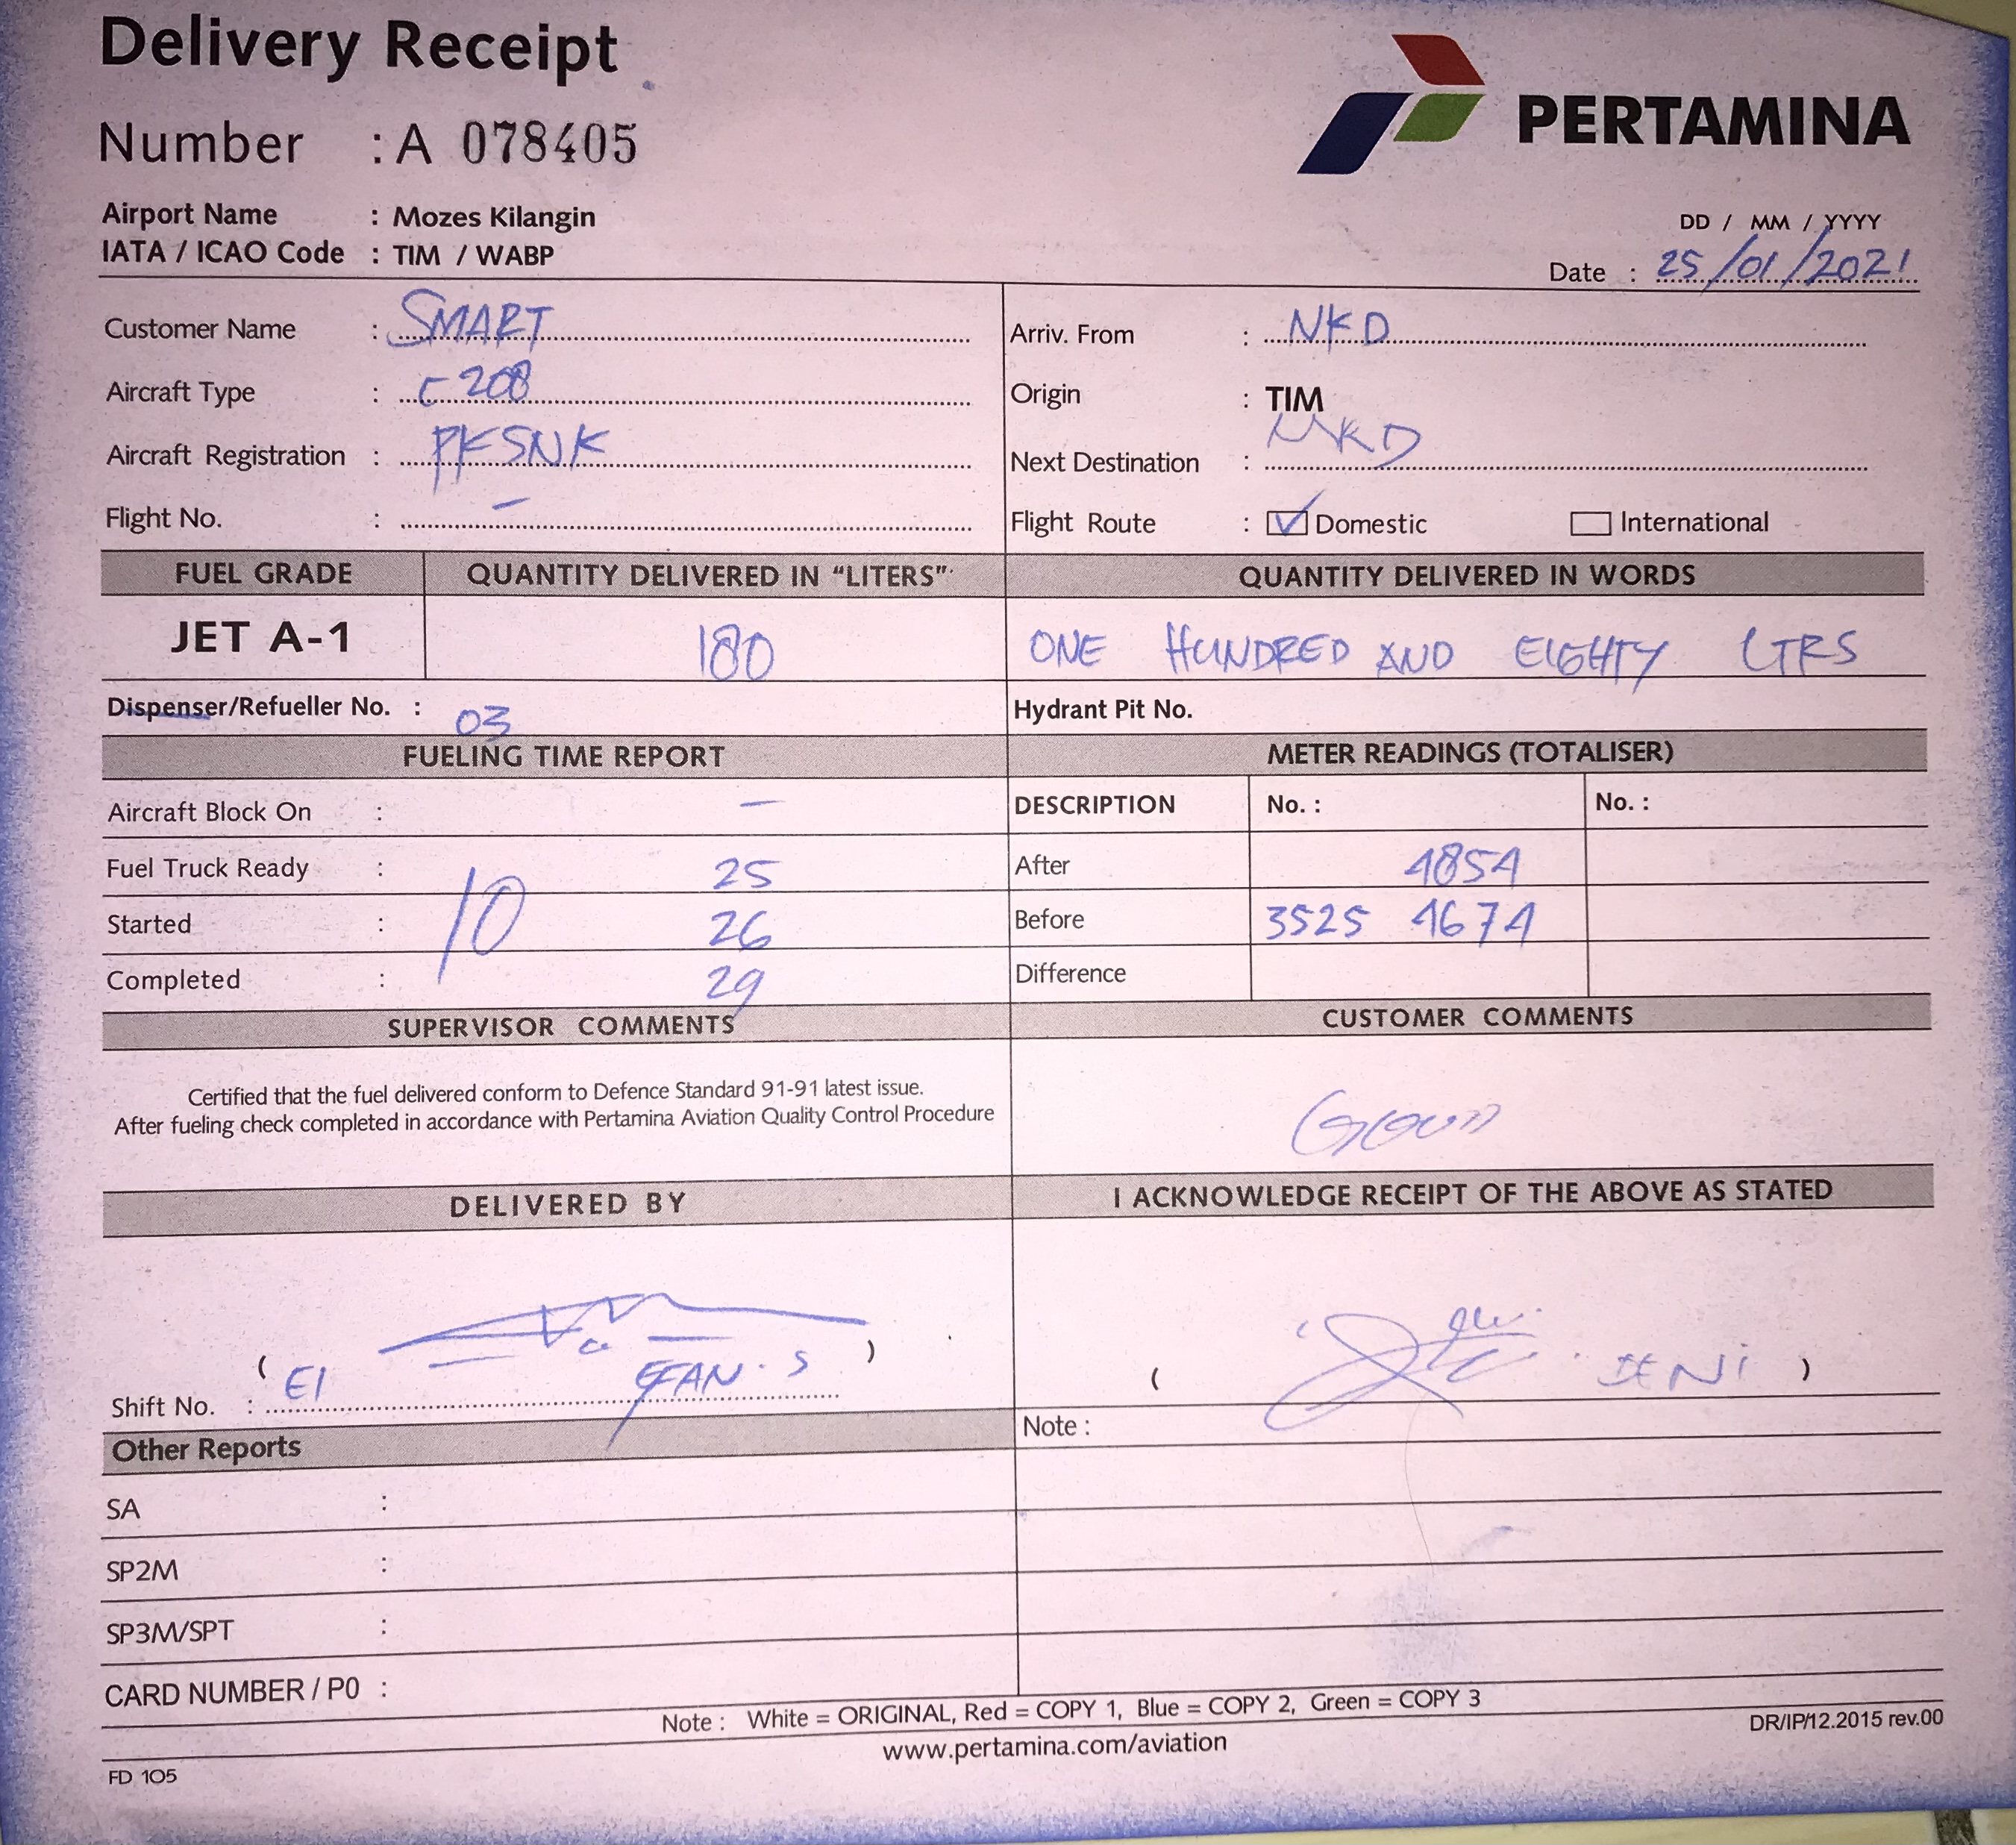 Delivery Receipt
PERTAMINA
Number : A 078405
Airport Name : Mozes Kilangin
IATA / ICAO Code : TIM / WABP
DD / MM / YYYY
Date : 25/01/2021
Customer Name : SMART
Arriv. From : NKD
Aircraft Type : C208
Origin : TIM
Aircraft Registration : PKSNK
Next Destination : NKD
Flight No. : –
Flight Route : Domestic International
FUEL GRADE QUANTITY DELIVERED IN "LITERS" QUANTITY DELIVERED IN WORDS
JET A-1 180 ONE HUNDRED AND EIGHTY LTRS
Dispenser/Refueller No. : 03 Hydrant Pit No.
FUELING TIME REPORT METER READINGS (TOTALISER)
Aircraft Block On : – DESCRIPTION No. : No. :
Fuel Truck Ready : 25 After 4854
Started : 10 26 Before 3525 4674
Completed : 29 Difference
SUPERVISOR COMMENTS CUSTOMER COMMENTS
Certified that the fuel delivered conform to Defence Standard 91-91 latest issue.
After fueling check completed in accordance with Pertamina Aviation Quality Control Procedure
DELIVERED BY I ACKNOWLEDGE RECEIPT OF THE ABOVE AS STATED
( ) ( DENI )
Shift No. : E1 EFAN. S
Note :
Other Reports
SA :
SP2M :
SP3M/SPT :
CARD NUMBER / P0 :
Note : White = ORIGINAL, Red = COPY 1, Blue = COPY 2, Green = COPY 3
DR/IP/12.2015 rev.00
www.pertamina.com/aviation
FD 105